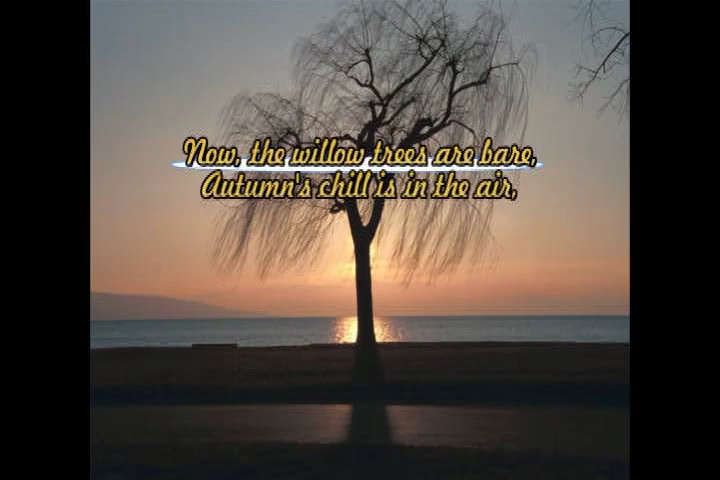 Now, the willow trees are bare,
Autumn's chill is in the air,